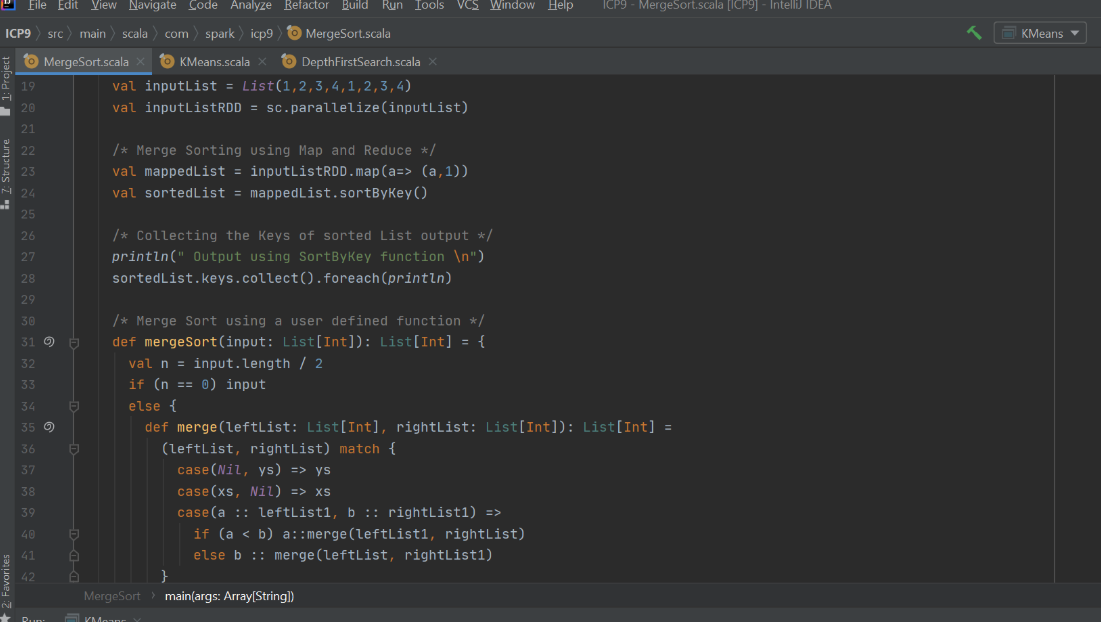 File Edit View Navigate Code Analyze Refactor Build Run Tools VCS Window Help ICP9 - MergeSort.scala [ICP9] - IntelliJ IDEA
ICP9 src main scala com spark icp9 MergeSort.scala KMeans
MergeSort.scala KMeans.scala DepthFirstSearch.scala
1: Project
7: Structure
2: Favorites
19 val inputList = List(1,2,3,4,1,2,3,4)
20 val inputListRDD = sc.parallelize(inputList)
21
22 /* Merge Sorting using Map and Reduce */
23 val mappedList = inputListRDD.map(a=> (a,1))
24 val sortedList = mappedList.sortByKey()
25
26 /* Collecting the Keys of sorted List output */
27 println(" Output using SortByKey function \n")
28 sortedList.keys.collect().foreach(println)
29
30 /* Merge Sort using a user defined function */
31 def mergeSort(input: List[Int]): List[Int] = {
32 val n = input.length / 2
33 if (n == 0) input
34 else {
35 def merge(leftList: List[Int], rightList: List[Int]): List[Int] =
36 (leftList, rightList) match {
37 case(Nil, ys) => ys
38 case(xs, Nil) => xs
39 case(a :: leftList1, b :: rightList1) =>
40 if (a < b) a::merge(leftList1, rightList)
41 else b :: merge(leftList, rightList1)
42 }
MergeSort main(args: Array[String])
Run: KMeans